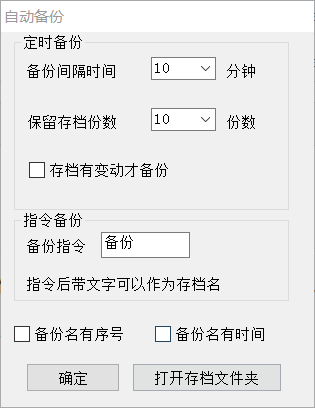 自动备份
定时备份
备份间隔时间 10 分钟
保留存档份数 10 份数
存档有变动才备份
指令备份
备份指令 备份
指令后带文字可以作为存档名
备份名有序号 备份名有时间
确定 打开存档文件夹